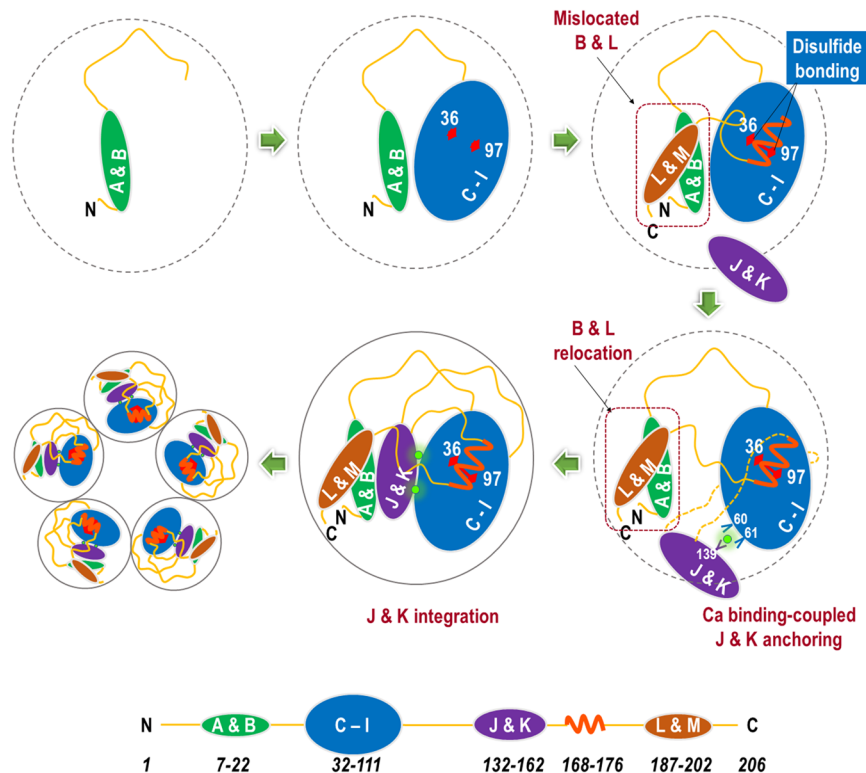 Mislocated
B & L
Disulfide
bonding
A & B
N
A & B
N
36
97
C - I
L & M
A & B
N
C
36
97
C - I
J & K
B & L
relocation
L & M
A & B
N
C
J & K
36
97
C - I
L & M
A & B
N
C
36
97
C - I
60
61
139
J & K
J & K integration
Ca binding-coupled
J & K anchoring
N A & B C – I J & K L & M C
1 7-22 32-111 132-162 168-176 187-202 206